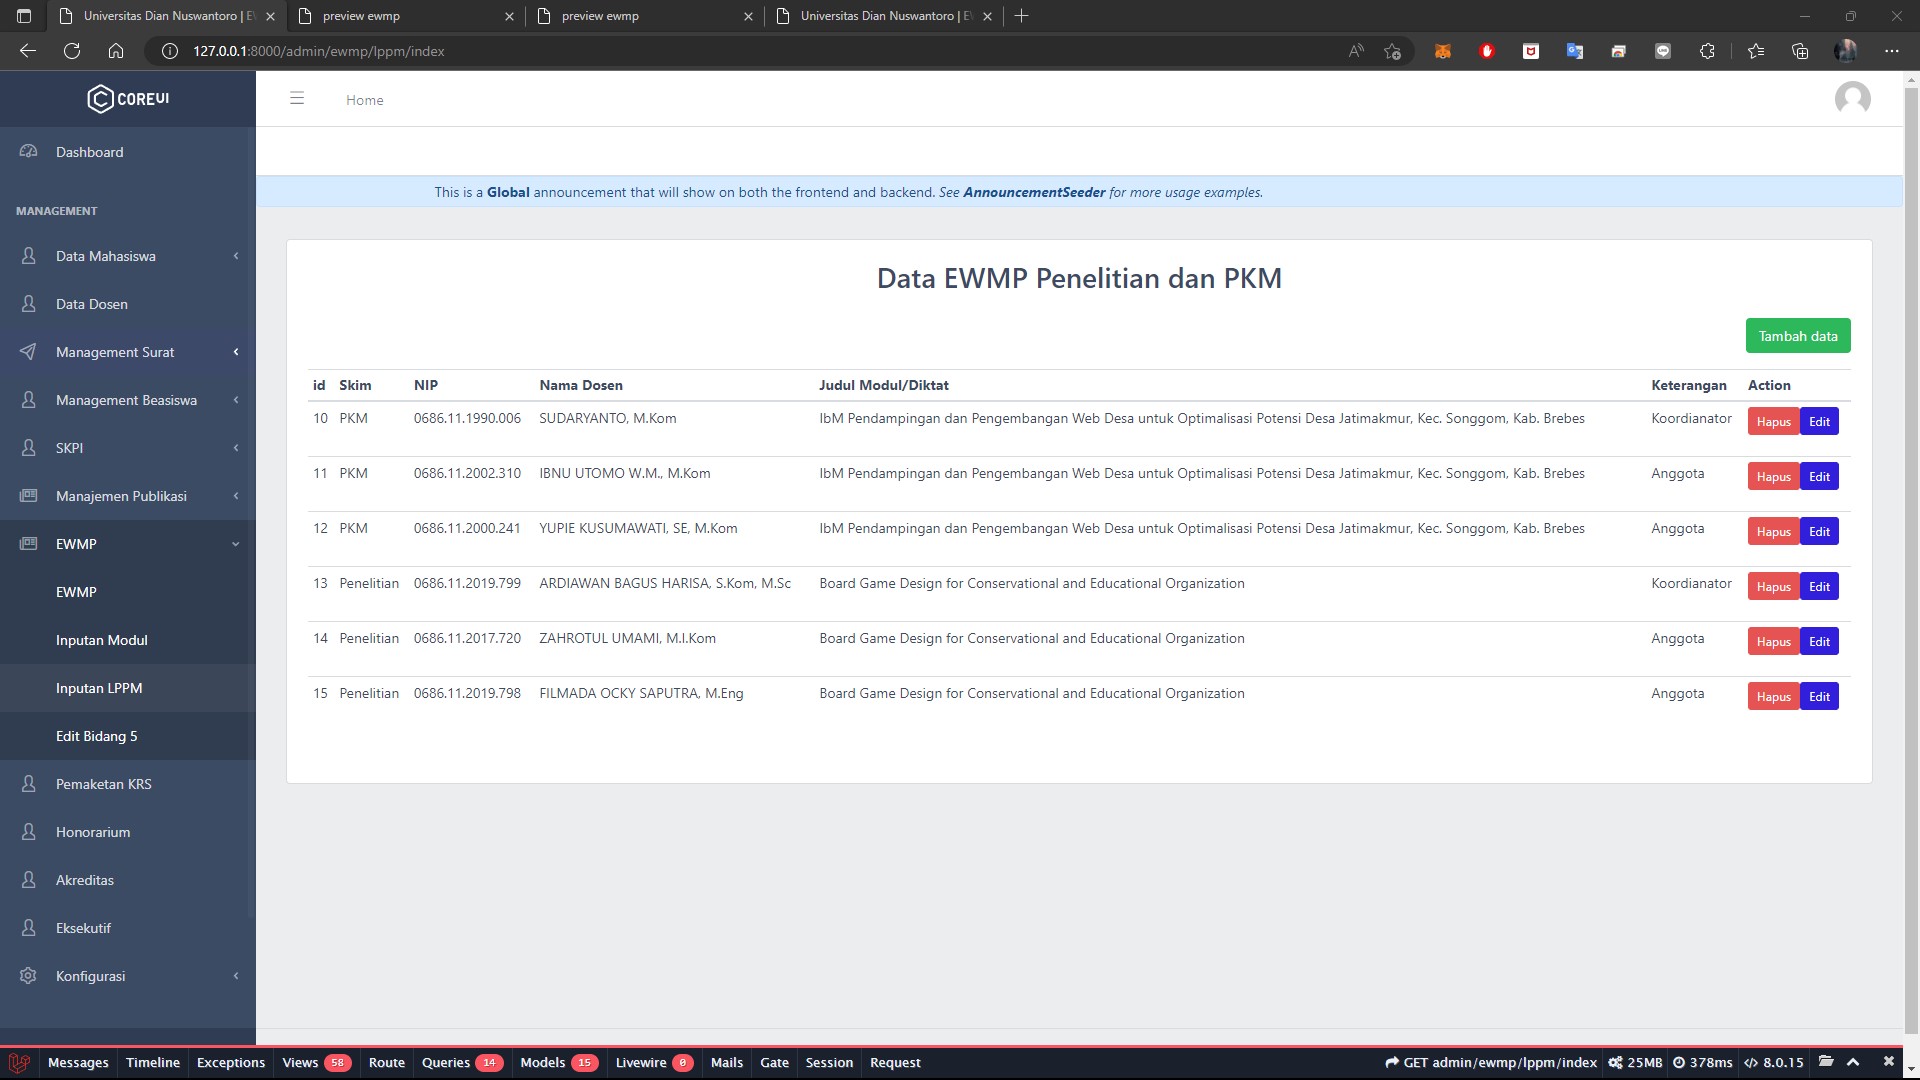 Universitas Dian Nuswantoro | E
preview ewmp
preview ewmp
Universitas Dian Nuswantoro | E
127.0.0.1:8000/admin/ewmp/lppm/index
COREUI
Home
Dashboard
This is a Global announcement that will show on both the frontend and backend. See AnnouncementSeeder for more usage examples.
MANAGEMENT
Data Mahasiswa
Data Dosen
Management Surat
Management Beasiswa
SKPI
Manajemen Publikasi
EWMP
EWMP
Inputan Modul
Inputan LPPM
Edit Bidang 5
Pemaketan KRS
Honorarium
Akreditas
Eksekutif
Konfigurasi
Data EWMP Penelitian dan PKM
Tambah data
id Skim NIP Nama Dosen Judul Modul/Diktat Keterangan Action
10 PKM 0686.11.1990.006 SUDARYANTO, M.Kom IbM Pendampingan dan Pengembangan Web Desa untuk Optimalisasi Potensi Desa Jatimakmur, Kec. Songgom, Kab. Brebes Koordianator Hapus Edit
11 PKM 0686.11.2002.310 IBNU UTOMO W.M., M.Kom IbM Pendampingan dan Pengembangan Web Desa untuk Optimalisasi Potensi Desa Jatimakmur, Kec. Songgom, Kab. Brebes Anggota Hapus Edit
12 PKM 0686.11.2000.241 YUPIE KUSUMAWATI, SE, M.Kom IbM Pendampingan dan Pengembangan Web Desa untuk Optimalisasi Potensi Desa Jatimakmur, Kec. Songgom, Kab. Brebes Anggota Hapus Edit
13 Penelitian 0686.11.2019.799 ARDIAWAN BAGUS HARISA, S.Kom, M.Sc Board Game Design for Conservational and Educational Organization Koordianator Hapus Edit
14 Penelitian 0686.11.2017.720 ZAHROTUL UMAMI, M.I.Kom Board Game Design for Conservational and Educational Organization Anggota Hapus Edit
15 Penelitian 0686.11.2019.798 FILMADA OCKY SAPUTRA, M.Eng Board Game Design for Conservational and Educational Organization Anggota Hapus Edit
Messages Timeline Exceptions Views 58 Route Queries 14 Models 15 Livewire 0 Mails Gate Session Request GET admin/ewmp/lppm/index 25MB 378ms 8.0.15